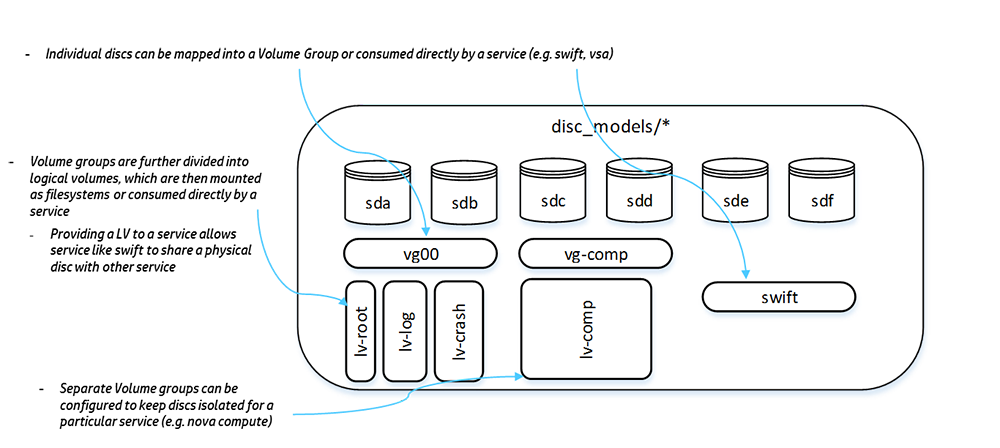 - Individual discs can be mapped into a Volume Group or consumed directly by a service (e.g. swift, vsa)
disc_models/*
- Volume groups are further divided into
logical volumes, which are then mounted
as filesystems or consumed directly by a
service
- Providing a LV to a service allows
service like swift to share a physical
disc with other service
sda
sdb
sdc
sdd
sde
sdf
vg00
vg-comp
swift
lv-root
lv-log
lv-crash
lv-comp
- Separate Volume groups can be
configured to keep discs isolated for a
particular service (e.g. nova compute)